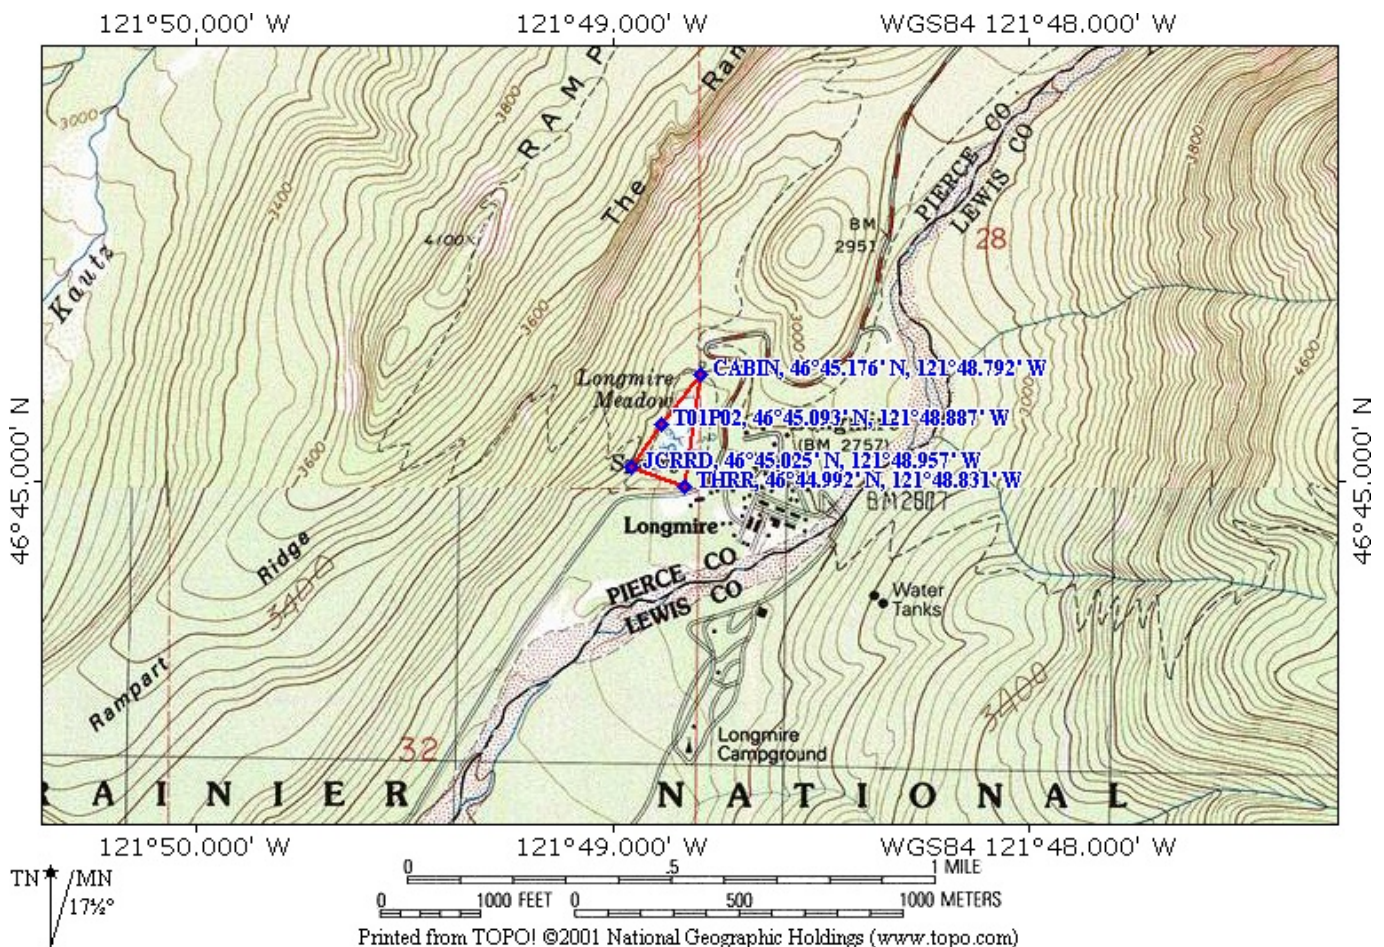 121°50.000' W
121°49.000' W
WGS84 121°48.000' W
46°45.000' N
46°45.000' N
3000
3800
RAMP
The Ran
3400
Kautz
4100X
3600
3600
BM
2951
PIERCE CO
LEWIS CO
28
3800
3000
3000
4600
Longmire
Meadow
CABIN, 46°45.176' N, 121°48.792' W
T01P02, 46°45.093' N, 121°48.887' W
(BM 2757)
JCRRD, 46°45.025' N, 121°48.957' W
THRR, 46°44.992' N, 121°48.831' W
BM2807
Longmire
PIERCE CO
LEWIS CO
Ridge
3400
Rampart
Water
Tanks
3400
Longmire
Campground
32
RAINIER NATIONAL
121°50.000' W
121°49.000' W
WGS84 121°48.000' W
TN
MN
17½°
0 .5 1 MILE
0 1000 FEET 0 500 1000 METERS
Printed from TOPO! ©2001 National Geographic Holdings (www.topo.com)